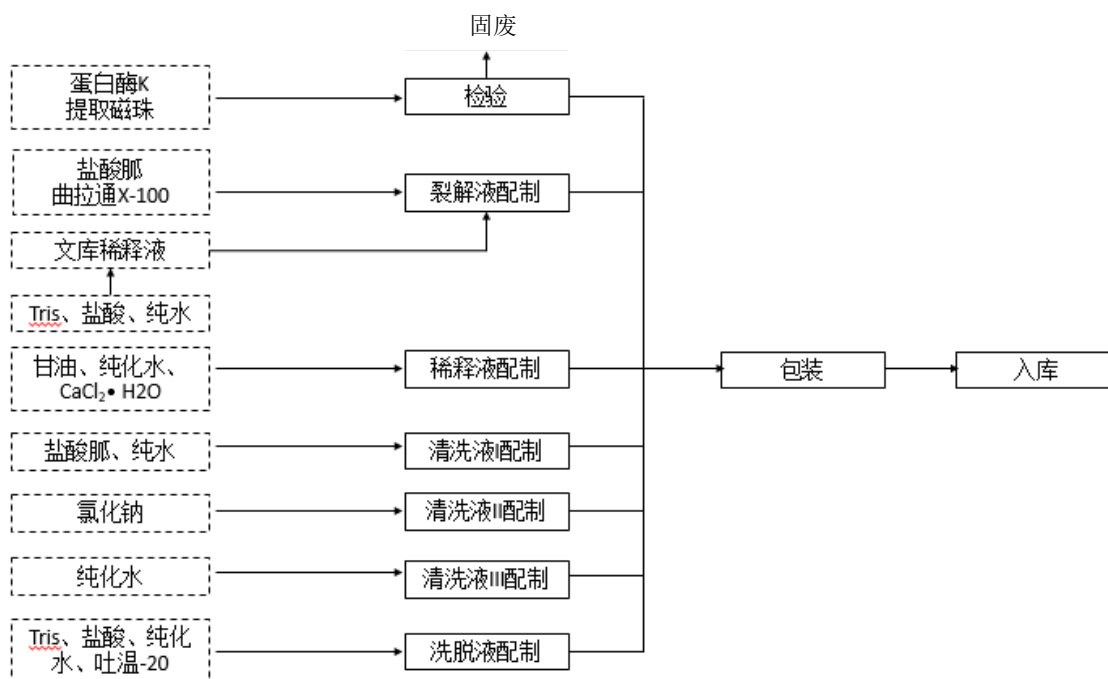 固废
蛋白酶K
提取磁珠
检验
盐酸胍
曲拉通X-100
裂解液配制
文库稀释液
Tris、盐酸、纯水
甘油、纯化水、
CaCl₂• H2O
稀释液配制
包装
入库
盐酸胍、纯水
清洗液I配制
氯化钠
清洗液II配制
纯化水
清洗液III配制
Tris、盐酸、纯化
水、吐温-20
洗脱液配制